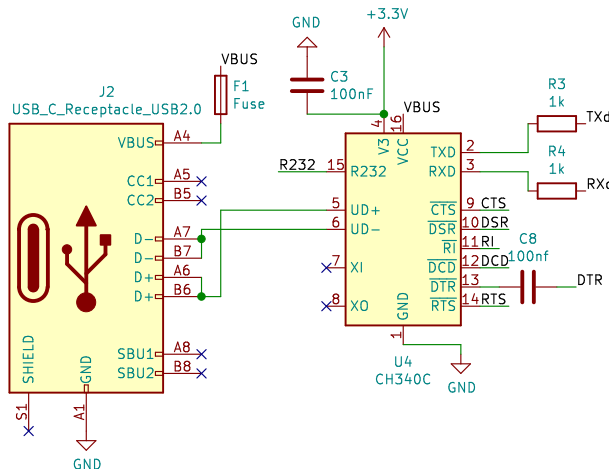 +3.3V
GND
VBUS
C3
100nF
F1
Fuse
J2
USB_C_Receptacle_USB2.0
VBUS
R3
1k
TXd
VBUS A4
4 16
V3 VCC
TXD 2
RXD 3
R4
1k
RXd
R232 15 R232
CC1 A5
CC2 B5
5 UD+
6 UD-
CTS 9 CTS
DSR 10 DSR
RI 11 RI
DCD 12 DCD
DTR 13
RTS 14 RTS
C8
100nf
DTR
D- A7
D- B7
D+ A6
D+ B6
7 XI
8 XO
GND
1
U4
CH340C
GND
SBU1 A8
SBU2 B8
SHIELD
GND
S1
A1
GND